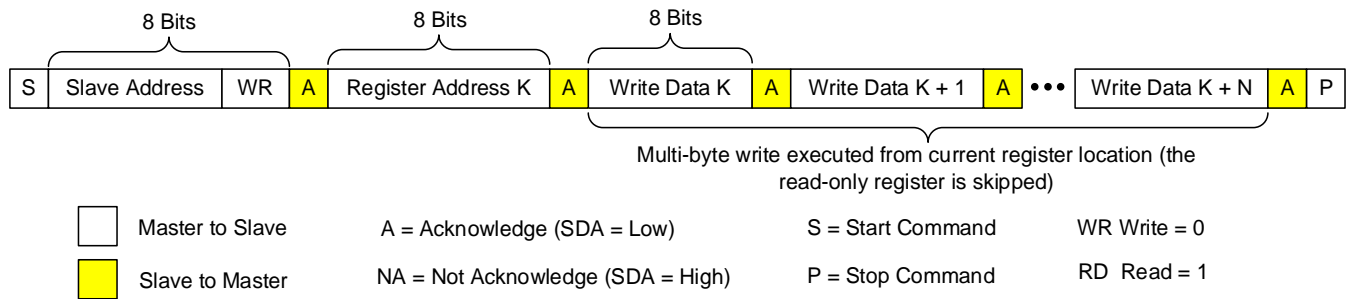 8 Bits 8 Bits 8 Bits
S Slave Address WR A Register Address K A Write Data K A Write Data K + 1 A ••• Write Data K + N A P
Multi-byte write executed from current register location (the
read-only register is skipped)
Master to Slave A = Acknowledge (SDA = Low) S = Start Command WR Write = 0
Slave to Master NA = Not Acknowledge (SDA = High) P = Stop Command RD Read = 1